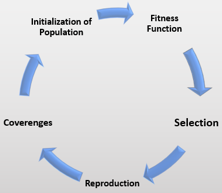 Initialization of
Population
Fitness
Function
Selection
Reproduction
Coverenges